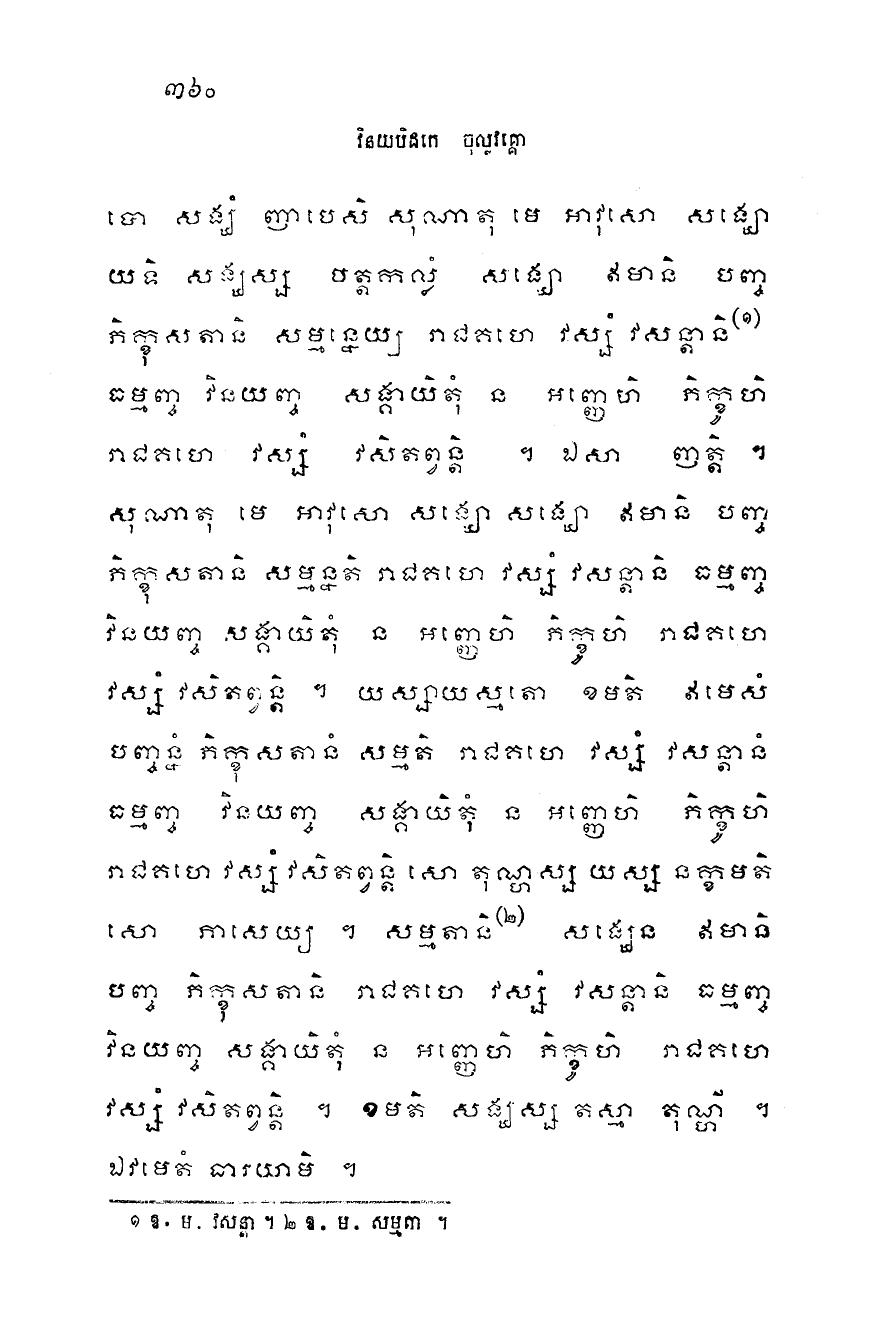 ៣៦០
វិនយបិដកេ ចុល្លវគ្គោ
ទោ សង្ឃំ ញាបេសិ សុណាតុ មេ អាវុសោ សង្ឃោ
យទិ សង្ឃស្ស បត្តកល្លំ សង្ឃោ ឥមានិ បញ្ច
ភិក្ខុសតានិ សម្មន្នេយ្យ រាជគហេ វស្សំ វសន្តានិ(១)
ធម្មញ្ច វិនយញ្ច សង្គាយិតុំ ន អញ្ញេហិ ភិក្ខូហិ
រាជគហេ វស្សំ វសិតព្វន្តិ ។ ឯសា ញត្តិ ។
សុណាតុ មេ អាវុសោ សង្ឃោ សង្ឃោ ឥមានិ បញ្ច
ភិក្ខុសតានិ សម្មន្នតិ រាជគហេ វស្សំ វសន្តានិ ធម្មញ្ច
វិនយញ្ច សង្គាយិតុំ ន អញ្ញេហិ ភិក្ខូហិ រាជគហេ
វស្សំ វសិតព្វន្តិ ។ យស្សាយស្មតោ ខមតិ ឥមេសំ
បញ្ចន្នំ ភិក្ខុសតានំ សម្មតិ រាជគហេ វស្សំ វសន្តានំ
ធម្មញ្ច វិនយញ្ច សង្គាយិតុំ ន អញ្ញេហិ ភិក្ខូហិ
រាជគហេ វស្សំ វសិតព្វន្តិ សោ តុណ្ហស្ស យស្ស នក្ខមតិ
សោ ភាសេយ្យ ។ សម្មតានិ(២) សង្ឃេន ឥមានិ
បញ្ច ភិក្ខុសតានិ រាជគហេ វស្សំ វសន្តានិ ធម្មញ្ច
វិនយញ្ច សង្គាយិតុំ ន អញ្ញេហិ ភិក្ខូហិ រាជគហេ
វស្សំ វសិតព្វន្តិ ។ ខមតិ សង្ឃស្ស តស្មា តុណ្ហី ។
ឯវមេតំ ធារយាមិ ។
១ ឱ. ម. វសន្តា ។ ២ ឱ. ម. សម្មតា ។